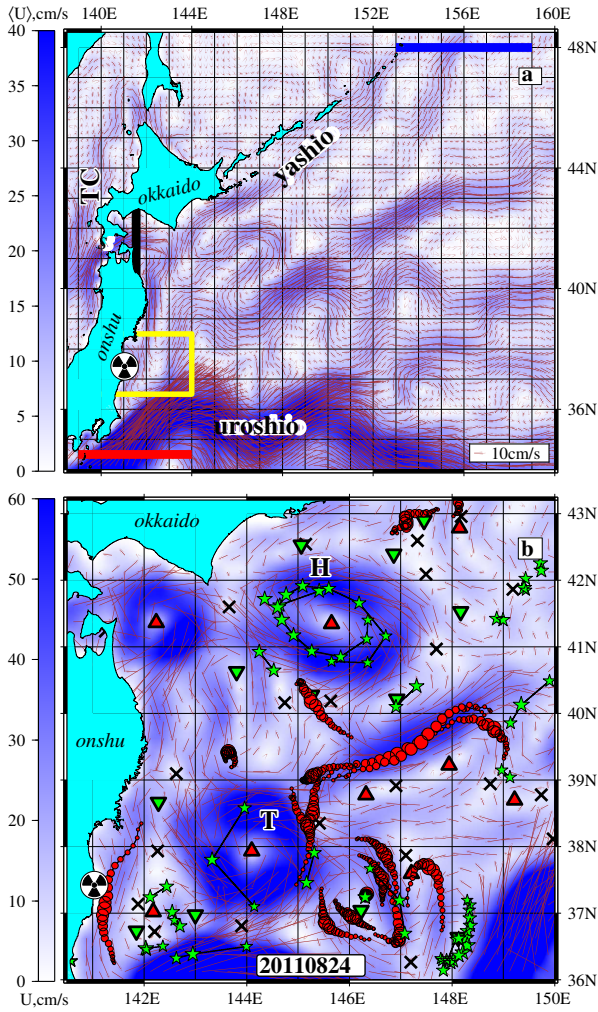 ⟨U⟩,cm/s 140E 144E 148E 152E 156E 160E
40
35
30
25
20
15
10
5
0
48N
44N
40N
36N
a
TC
okkaido
yashio
onshu
uroshio
10cm/s
60
50
40
30
20
10
0
43N
42N
41N
40N
39N
38N
37N
36N
okkaido
b
H
onshu
T
20110824
U,cm/s 142E 144E 146E 148E 150E